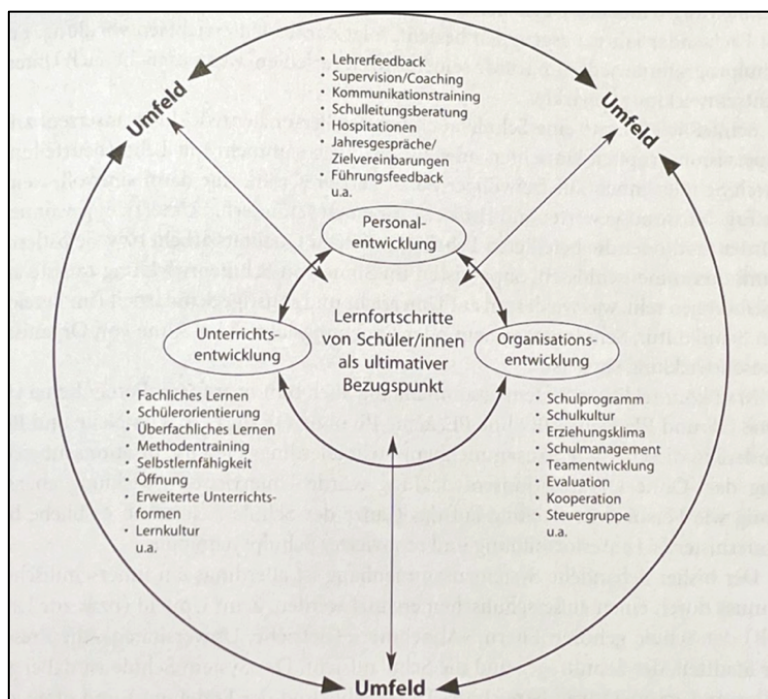 Umfeld
Umfeld
• Lehrerfeedback
• Supervision/Coaching
• Kommunikationstraining
• Schulleitungsberatung
• Hospitationen
• Jahresgespräche/
Zielvereinbarungen
• Führungsfeedback
u.a.
Personal-
entwicklung
Unterrichts-
entwicklung
Lernfortschritte
von Schüler/innen
als ultimativer
Bezugspunkt
Organisations-
entwicklung
• Fachliches Lernen
• Schülerorientierung
• Überfachliches Lernen
• Methodentraining
• Selbstlernfähigkeit
• Öffnung
• Erweiterte Unterrichts-
formen
• Lernkultur
u.a.
• Schulprogramm
• Schulkultur
• Erziehungsklima
• Schulmanagement
• Teamentwicklung
• Evaluation
• Kooperation
• Steuergruppe
u.a.
Umfeld